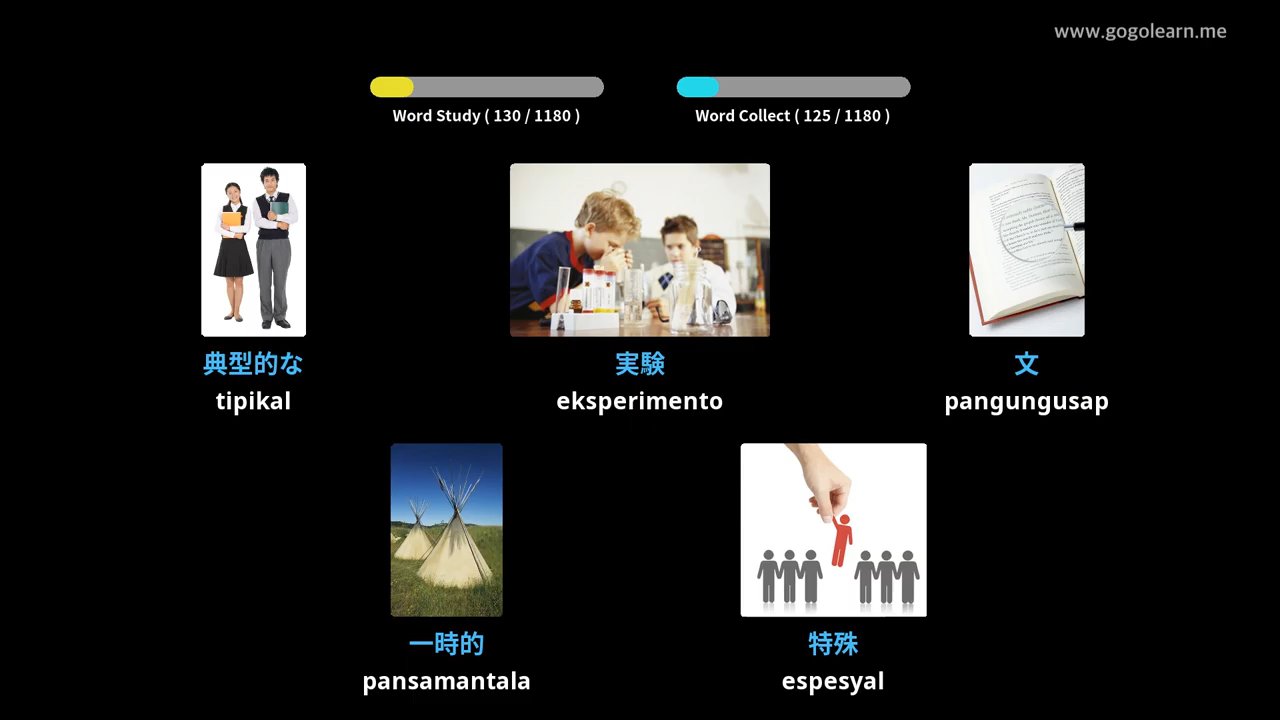 www.gogolearn.me
Word Study ( 130 / 1180 )
Word Collect ( 125 / 1180 )
典型的な
tipikal
実験
eksperimento
文
pangungusap
一時的
pansamantala
特殊
espesyal